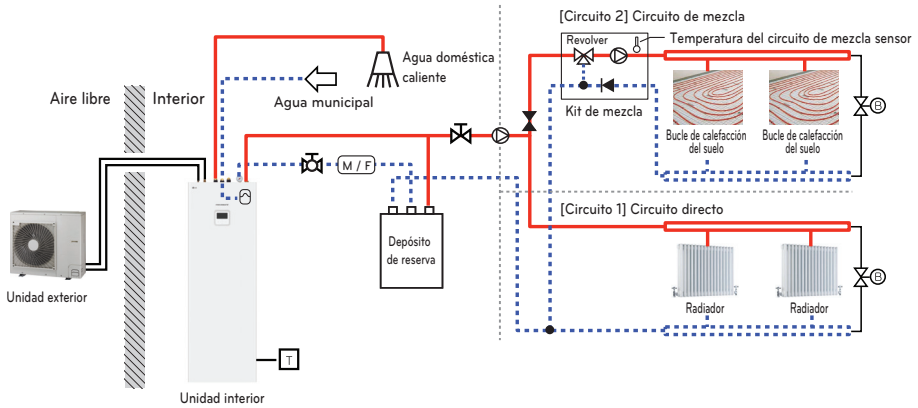 [Circuito 2] Circuito de mezcla
Revolver
Temperatura del circuito de mezcla sensor
Agua doméstica
caliente
Agua municipal
Aire libre
Interior
Kit de mezcla
Bucle de calefacción
del suelo
Bucle de calefacción
del suelo
B
M / F
[Circuito 1] Circuito directo
Depósito
de reserva
Unidad exterior
Radiador
Radiador
B
T
Unidad interior